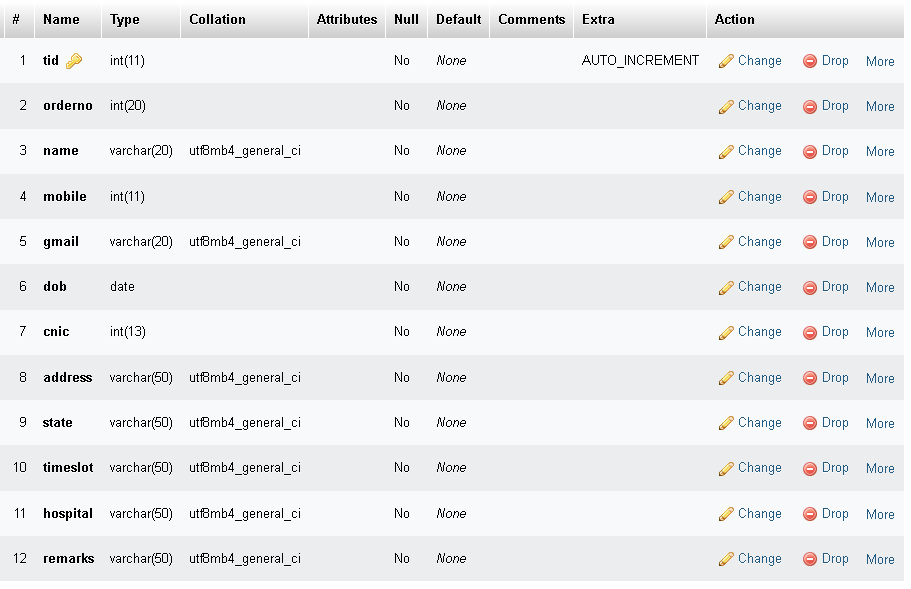 # Name Type Collation Attributes Null Default Comments Extra Action
1 tid int(11) No None AUTO_INCREMENT Change Drop More
2 orderno int(20) No None Change Drop More
3 name varchar(20) utf8mb4_general_ci No None Change Drop More
4 mobile int(11) No None Change Drop More
5 gmail varchar(20) utf8mb4_general_ci No None Change Drop More
6 dob date No None Change Drop More
7 cnic int(13) No None Change Drop More
8 address varchar(50) utf8mb4_general_ci No None Change Drop More
9 state varchar(50) utf8mb4_general_ci No None Change Drop More
10 timeslot varchar(50) utf8mb4_general_ci No None Change Drop More
11 hospital varchar(50) utf8mb4_general_ci No None Change Drop More
12 remarks varchar(50) utf8mb4_general_ci No None Change Drop More